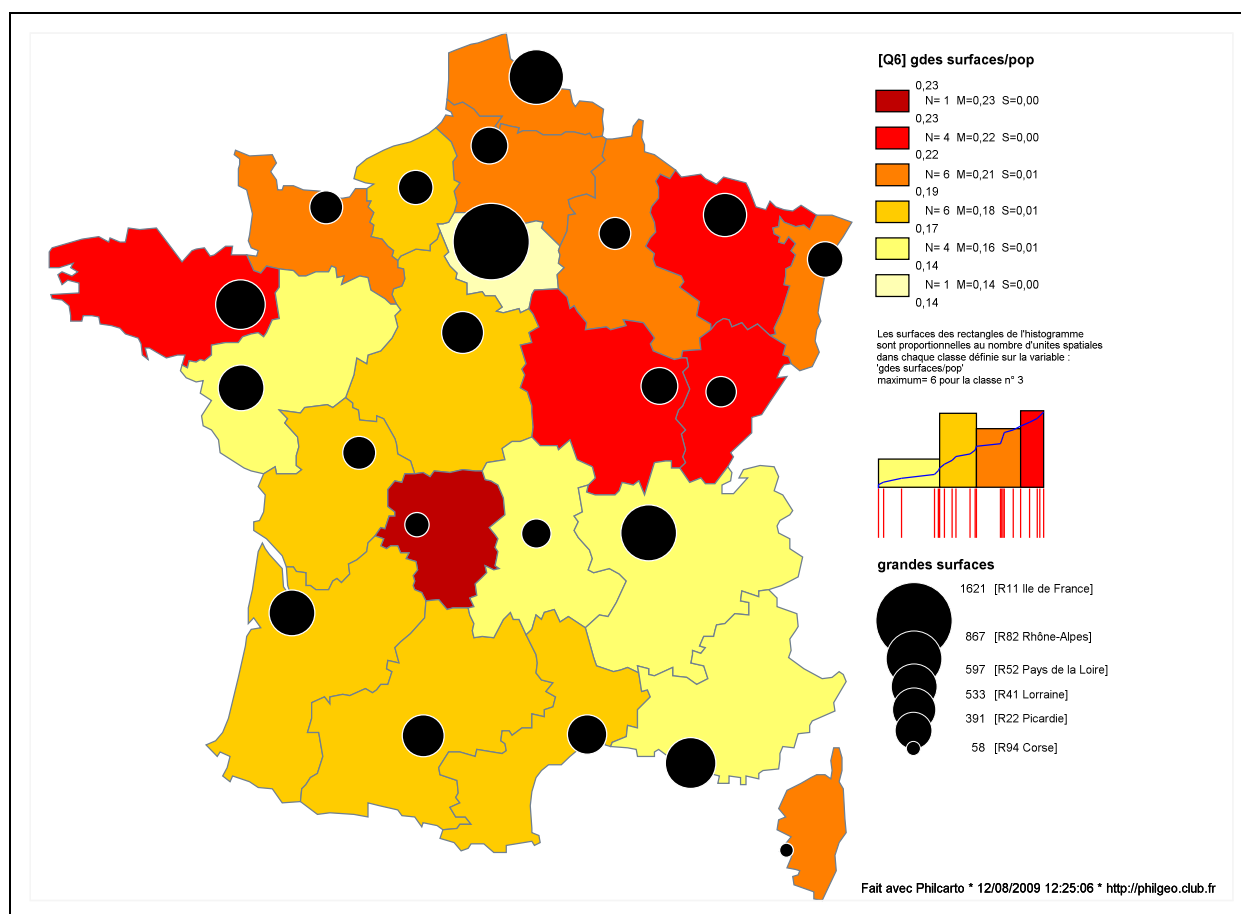 [Q6] gdes surfaces/pop
0,23
N= 1 M=0,23 S=0,00
0,23
N= 4 M=0,22 S=0,00
0,22
N= 6 M=0,21 S=0,01
0,19
N= 6 M=0,18 S=0,01
0,17
N= 4 M=0,16 S=0,01
0,14
N= 1 M=0,14 S=0,00
0,14
Les surfaces des rectangles de l'histogramme
sont proportionnelles au nombre d'unites spatiales
dans chaque classe définie sur la variable :
'gdes surfaces/pop'
maximum= 6 pour la classe n° 3
grandes surfaces
1621 [R11 Ile de France]
867 [R82 Rhône-Alpes]
597 [R52 Pays de la Loire]
533 [R41 Lorraine]
391 [R22 Picardie]
58 [R94 Corse]
Fait avec Philcarto * 12/08/2009 12:25:06 * http://philgeo.club.fr